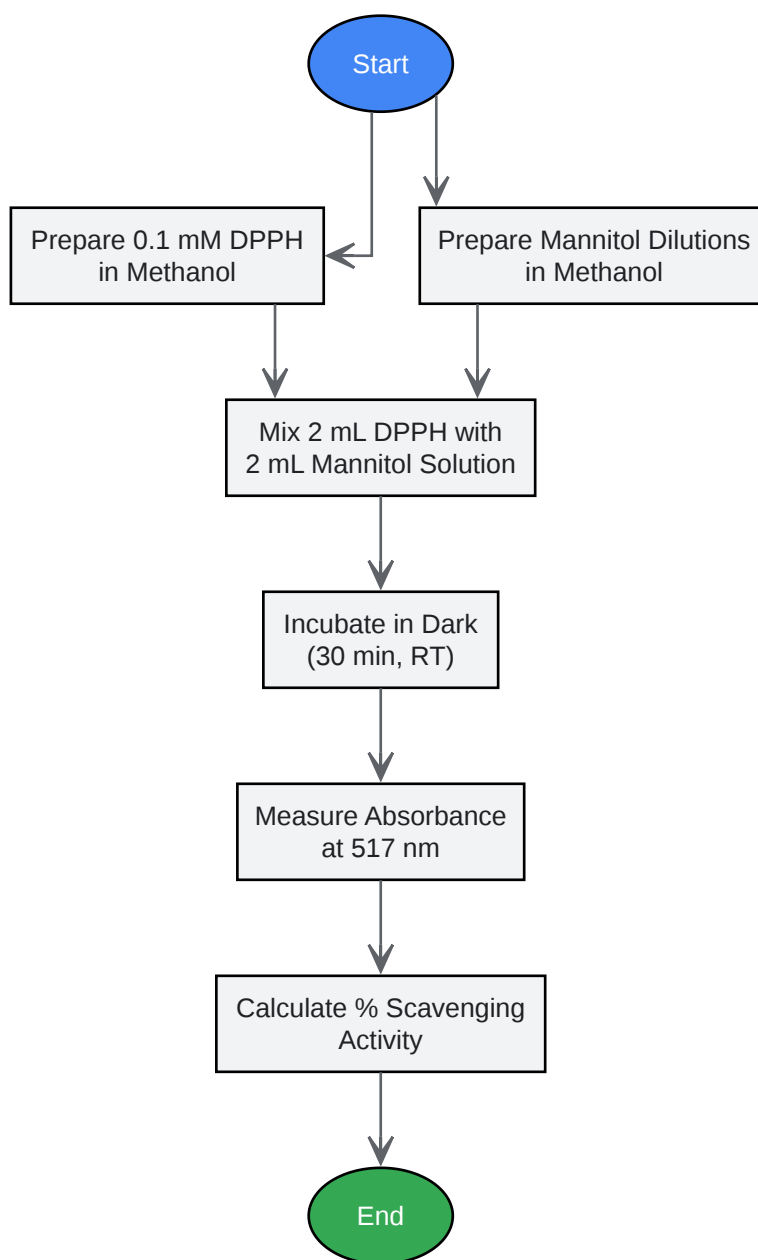 Start
Prepare 0.1 mM DPPH
in Methanol
Prepare Mannitol Dilutions
in Methanol
Mix 2 mL DPPH with
2 mL Mannitol Solution
Incubate in Dark
(30 min, RT)
Measure Absorbance
at 517 nm
Calculate % Scavenging
Activity
End